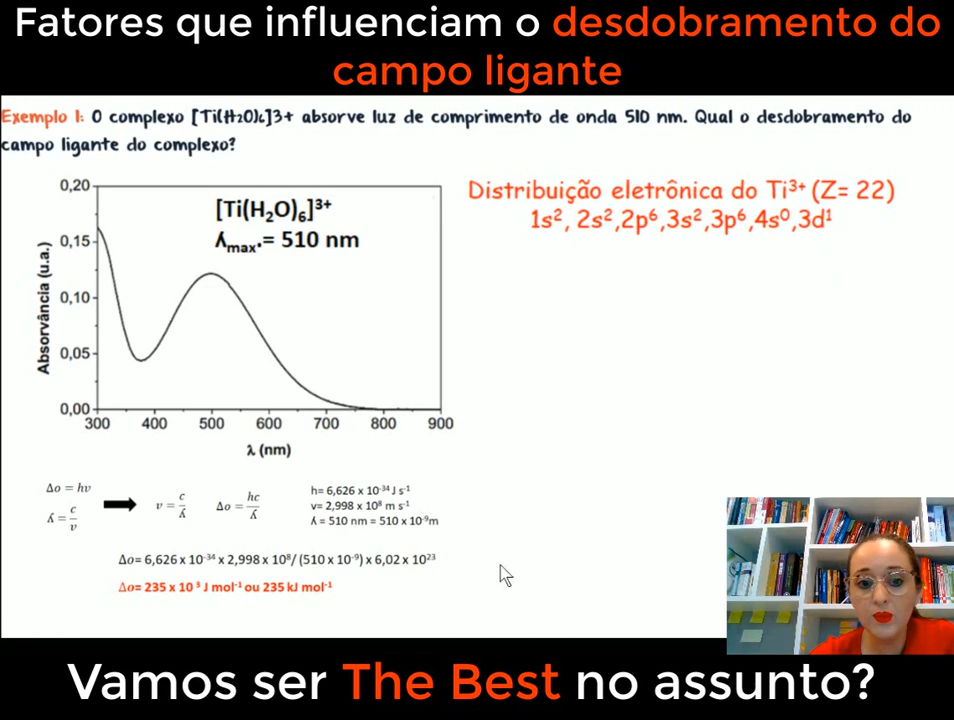 Fatores que influenciam o desdobramento do
campo ligante
Exemplo 1: O complexo [Ti(H₂O)₆]3+ absorve luz de comprimento de onda 510 nm. Qual o desdobramento do
campo ligante do complexo?
Distribuição eletrônica do Ti³⁺ (Z= 22)
1s², 2s²,2p⁶,3s²,3p⁶,4s⁰,3d¹
[Ti(H₂O)₆]³⁺
ʎmax.= 510 nm
Absorvância (u.a.)
0,20
0,15
0,10
0,05
0,00
300 400 500 600 700 800 900
λ (nm)
Δo = hν
ʎ = c/ν
ν = c/ʎ
Δo = hc/ʎ
h= 6,626 x 10⁻³⁴ J s⁻¹
v= 2,998 x 10⁸ m s⁻¹
ʎ = 510 nm = 510 x 10⁻⁹m
Δo= 6,626 x 10⁻³⁴ x 2,998 x 10⁸/ (510 x 10⁻⁹) x 6,02 x 10²³
Δo= 235 x 10³ J mol⁻¹ ou 235 kJ mol⁻¹
Vamos ser The Best no assunto?